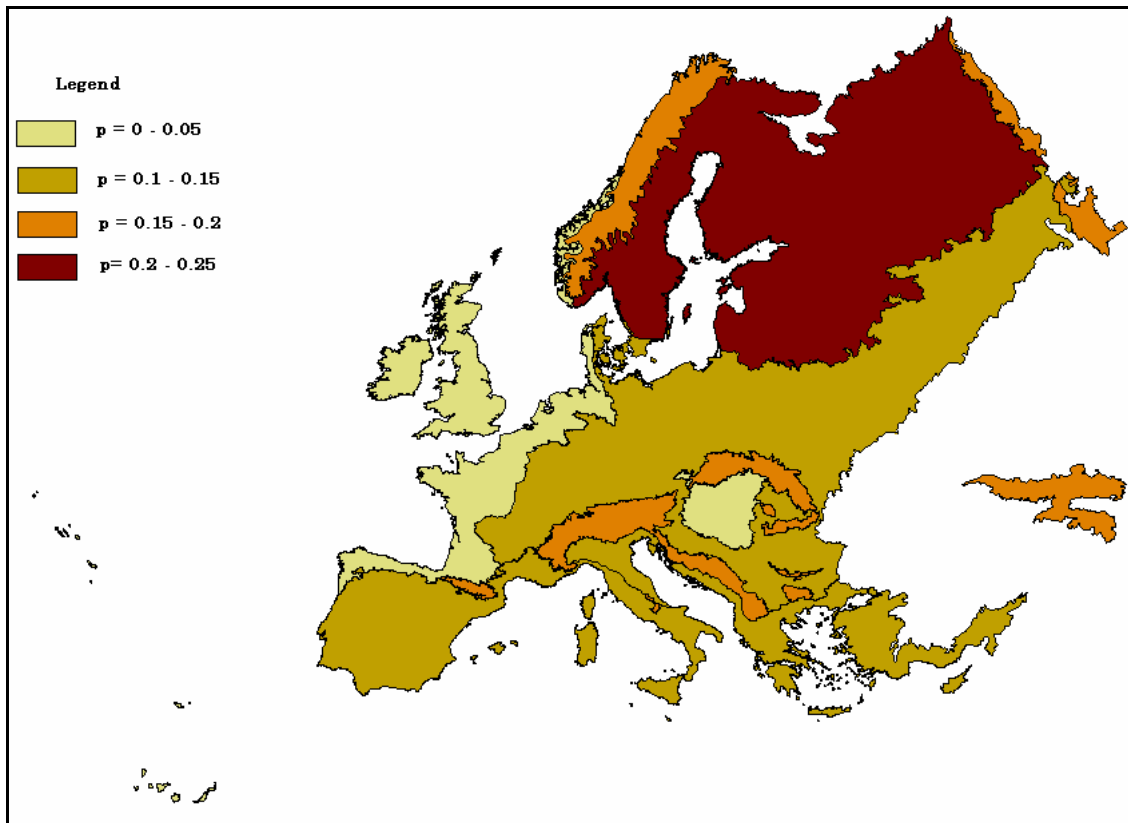 Legend
p = 0 - 0.05
p = 0.1 - 0.15
p = 0.15 - 0.2
p= 0.2 - 0.25